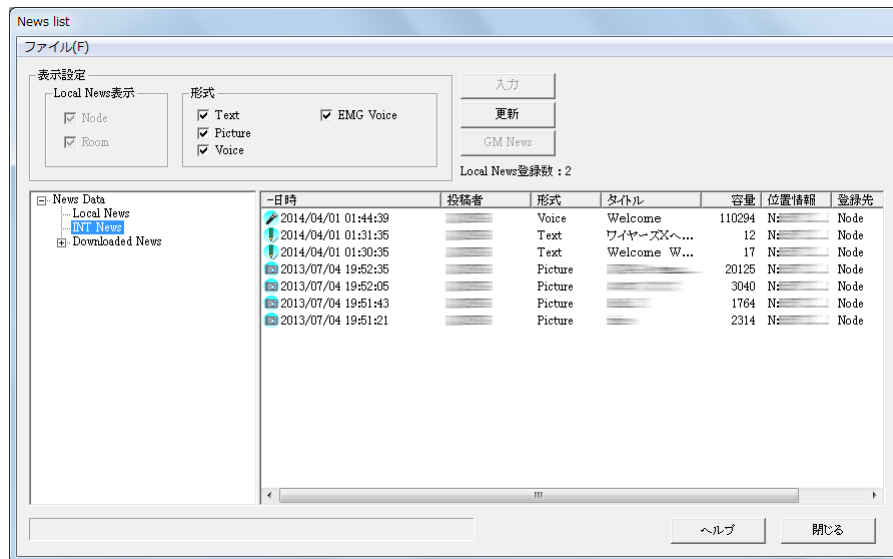 News list
ファイル(F)
表示設定
Local News表示
Node
Room
形式
Text
EMG Voice
Picture
Voice
入力
更新
GM News
Local News登録数：2
News Data
Local News
INT News
Downloaded News
日時 投稿者 形式 タイトル 容量 位置情報 登録先
2014/04/01 01:44:39 Voice Welcome 110294 N: Node
2014/04/01 01:31:35 Text ワイヤーズXへ... 12 N: Node
2014/04/01 01:30:35 Text Welcome W... 17 N: Node
2013/07/04 19:52:35 Picture 20125 N: Node
2013/07/04 19:52:05 Picture 3040 N: Node
2013/07/04 19:51:43 Picture 1764 N: Node
2013/07/04 19:51:21 Picture 2314 N: Node
ヘルプ 閉じる